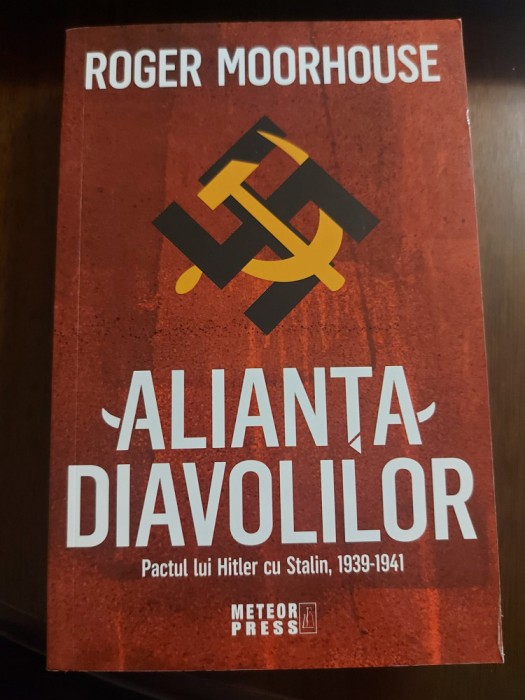 ROGER MOORHOUSE
ALIANȚA
DIAVOLILOR
Pactul lui Hitler cu Stalin, 1939-1941
METEOR
PRESS